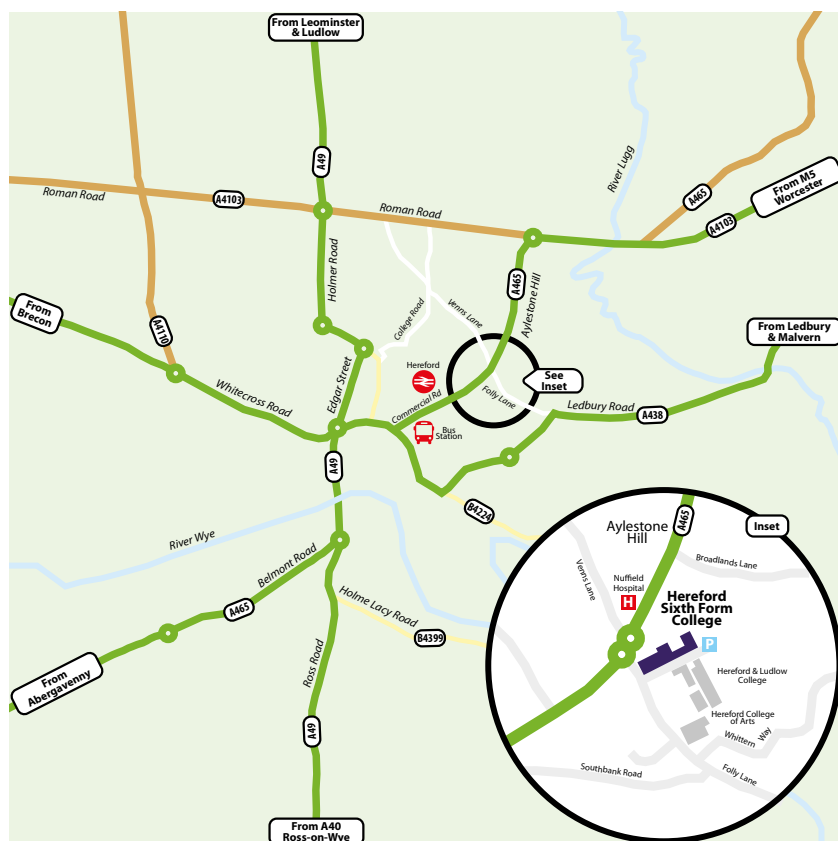 From Leominster
& Ludlow
A49
Roman Road
A4103
Roman Road
River Lugg
A465
From M5
Worcester
A4103
Holmer Road
College Road
Venns Lane
A465
Aylestone Hill
From
Brecon
A4110
Whitecross Road
Edgar Street
Hereford
Commercial Rd
Folly Lane
See
Inset
From Ledbury
& Malvern
Ledbury Road
A438
Bus
Station
A49
B4224
River Wye
Belmont Road
A465
Holme Lacy Road
B4399
From
Abergavenny
Ross Road
A49
From A40
Ross-on-Wye
Inset
A465
Aylestone
Hill
Venns Lane
Broadlands Lane
Nuffield
Hospital
H
Hereford
Sixth Form
College
P
Hereford & Ludlow
College
Hereford College
of Arts
Whittern Way
Southbank Road
Folly Lane